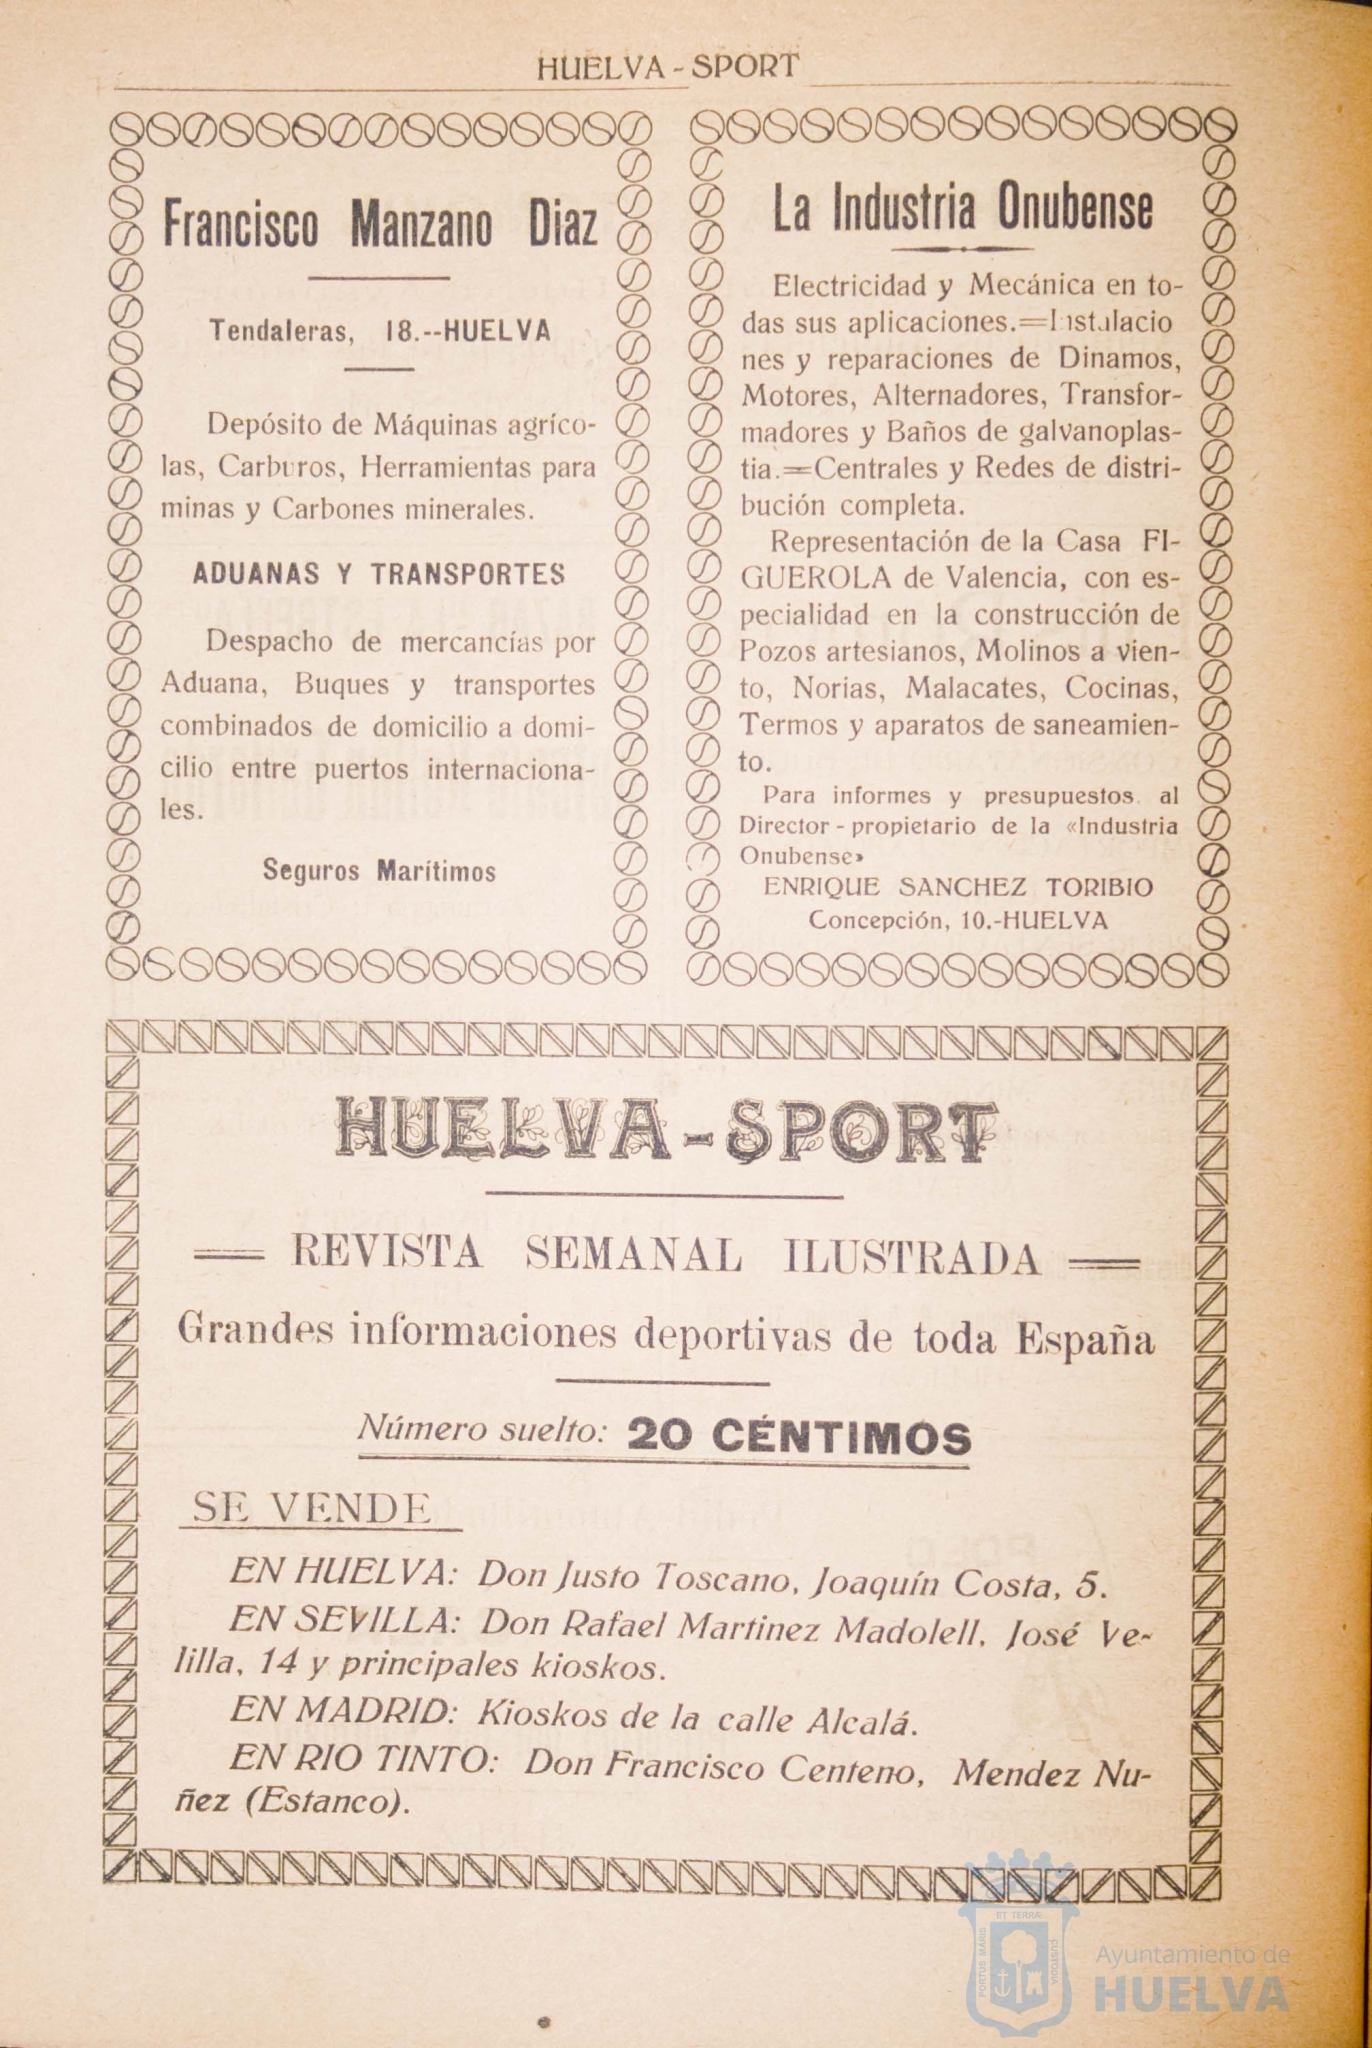 HUELVA - SPORT
Francisco Manzano Diaz
Tendaleras, 18.--HUELVA
Depósito de Máquinas agríco-
las, Carburos, Herramientas para
minas y Carbones minerales.
ADUANAS Y TRANSPORTES
Despacho de mercancías por
Aduana, Buques y transportes
combinados de domicilio a domi-
cilio entre puertos internaciona-
les.
Seguros Marítimos
La Industria Onubense
Electricidad y Mecánica en to-
das sus aplicaciones.=Instalacio
nes y reparaciones de Dinamos,
Motores, Alternadores, Transfor-
madores y Baños de galvanoplas-
tia.=Centrales y Redes de distri-
bución completa.
Representación de la Casa FI-
GUEROLA de Valencia, con es-
pecialidad en la construcción de
Pozos artesianos, Molinos a vien-
to, Norias, Malacates, Cocinas,
Termos y aparatos de saneamien-
to.
Para informes y presupuestos al
Director - propietario de la «Industria
Onubense»
ENRIQUE SANCHEZ TORIBIO
Concepción, 10.-HUELVA
HUELVA-SPORT
REVISTA SEMANAL ILUSTRADA
Grandes informaciones deportivas de toda España
Número suelto: 20 CÉNTIMOS
SE VENDE
EN HUELVA: Don Justo Toscano, Joaquín Costa, 5.
EN SEVILLA: Don Rafael Martinez Madolell, José Ve-
lilla, 14 y principales kioskos.
EN MADRID: Kioskos de la calle Alcalá.
EN RIO TINTO: Don Francisco Centeno, Mendez Nu-
ñez (Estanco).
PORTUS MARIS
ET TERRÆ
CUSTODIA
Ayuntamiento de
HUELVA